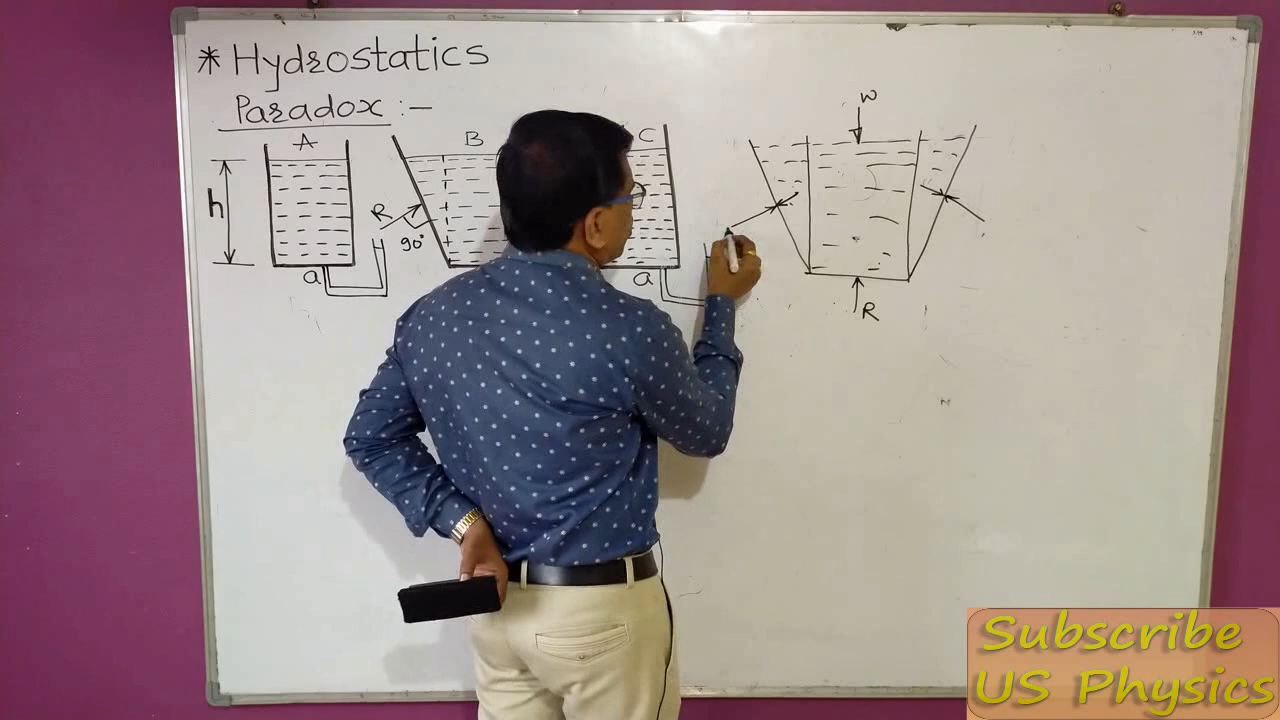 * Hydrostatics
Paradox :-
A
B
C
h
R
90°
a
a
W
R
Subscribe
US Physics